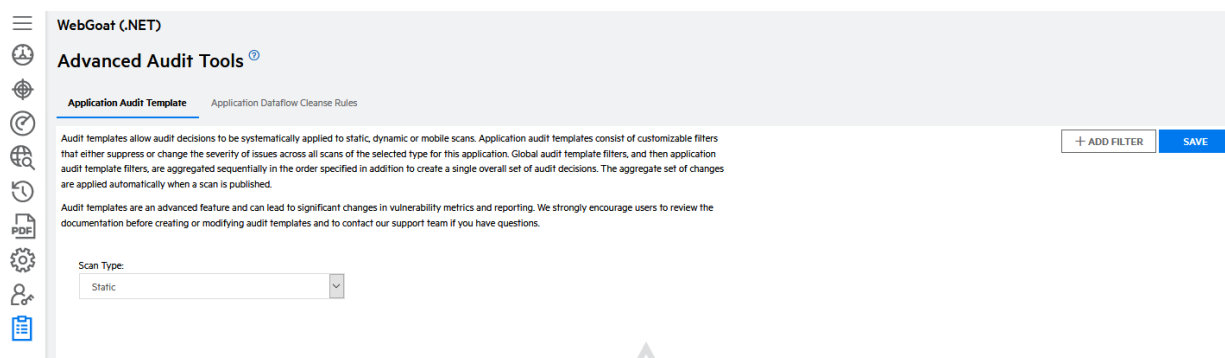 WebGoat (.NET)
Advanced Audit Tools ?
Application Audit Template Application Dataflow Cleanse Rules
Audit templates allow audit decisions to be systematically applied to static, dynamic or mobile scans. Application audit templates consist of customizable filters
that either suppress or change the severity of issues across all scans of the selected type for this application. Global audit template filters, and then application
audit template filters, are aggregated sequentially in the order specified in addition to create a single overall set of audit decisions. The aggregate set of changes
are applied automatically when a scan is published.
+ ADD FILTER SAVE
Audit templates are an advanced feature and can lead to significant changes in vulnerability metrics and reporting. We strongly encourage users to review the
documentation before creating or modifying audit templates and to contact our support team if you have questions.
PDF
Scan Type:
Static